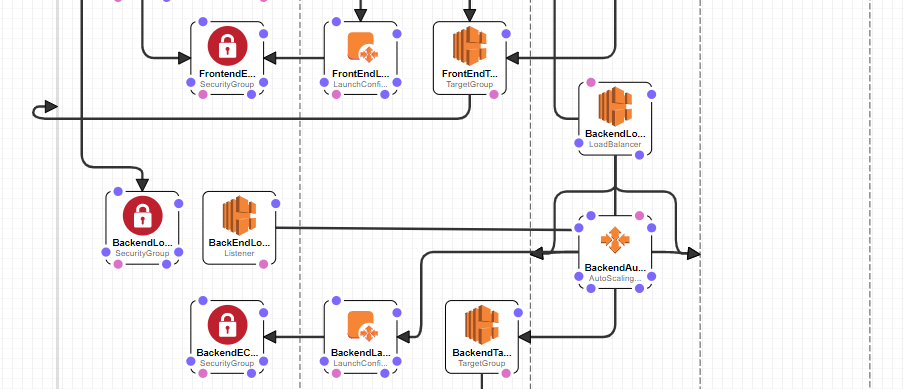 FrontendE...
SecurityGroup
FrontEndL...
LaunchConfi...
FrontEndT...
TargetGroup
BackendLo...
LoadBalancer
BackendLo...
SecurityGroup
BackEndLo...
Listener
BackendAu...
AutoScaling...
BackendEC...
SecurityGroup
BackendLa...
LaunchConfi...
BackendTa...
TargetGroup